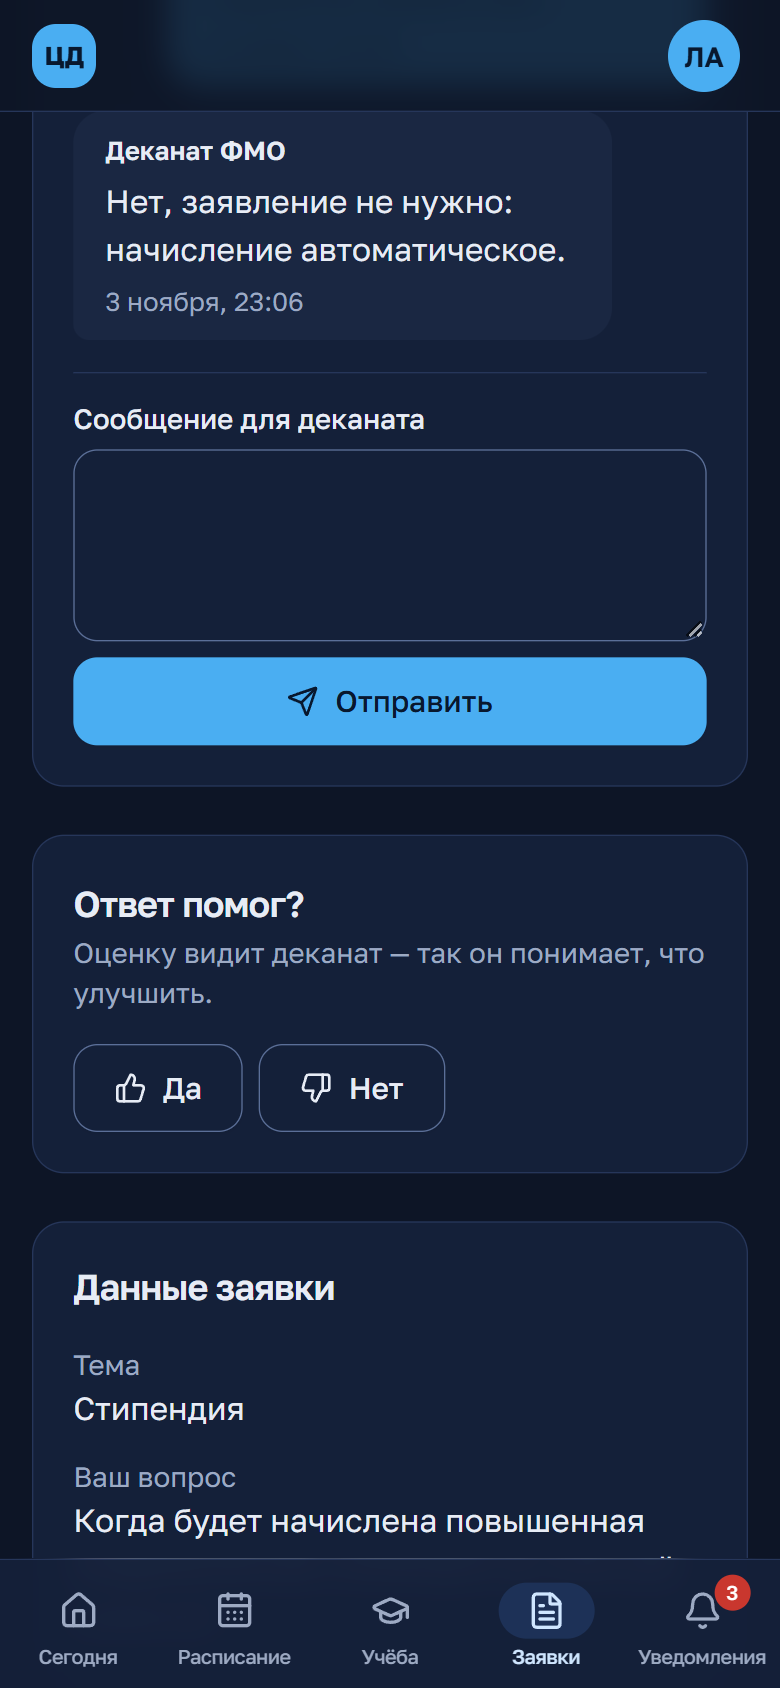 ЦД
ЛА
Деканат ФМО
Нет, заявление не нужно:
начисление автоматическое.
3 ноября, 23:06
Сообщение для деканата
Отправить
Ответ помог?
Оценку видит деканат — так он понимает, что
улучшить.
Да
Нет
Данные заявки
Тема
Стипендия
Ваш вопрос
Когда будет начислена повышенная
3
Сегодня
Расписание
Учёба
Заявки
Уведомления